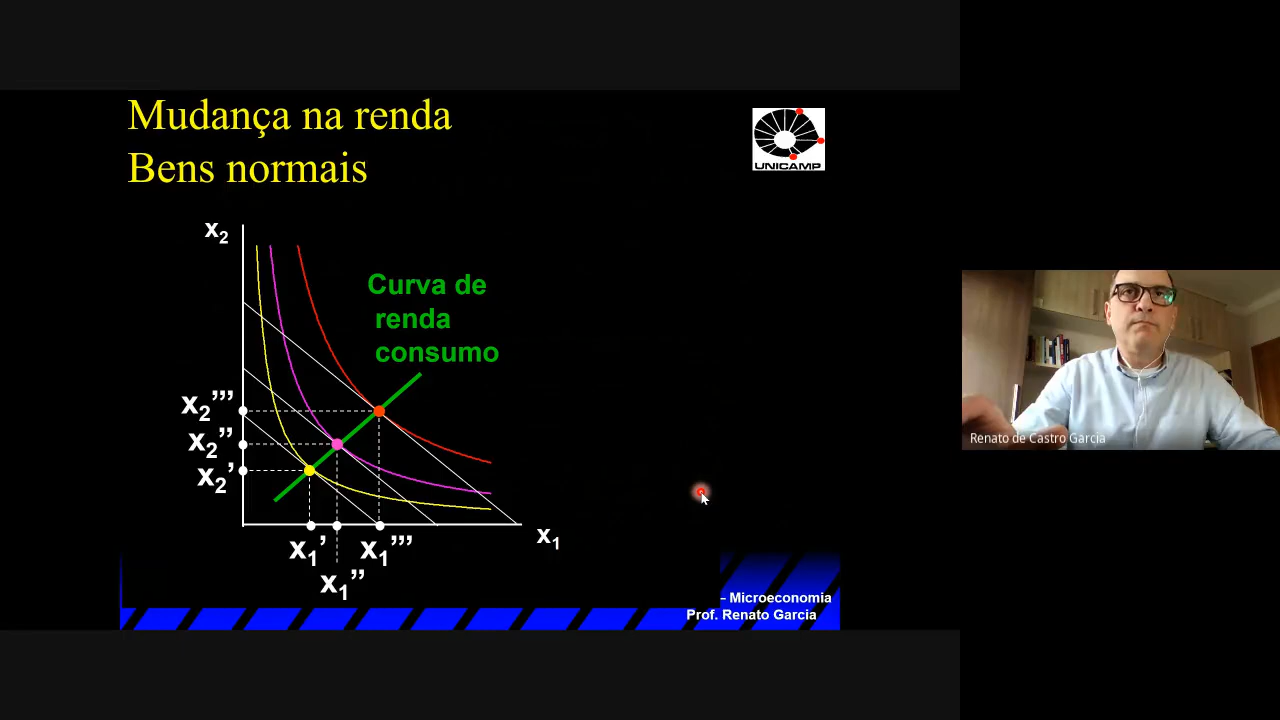 Mudança na renda
Bens normais
UNICAMP
x₂
Curva de
renda
consumo
x₂’’’
x₂’’
x₂’
x₁
x₁’
x₁’’’
x₁’’
– Microeconomia
Prof. Renato Garcia
Renato de Castro Garcia